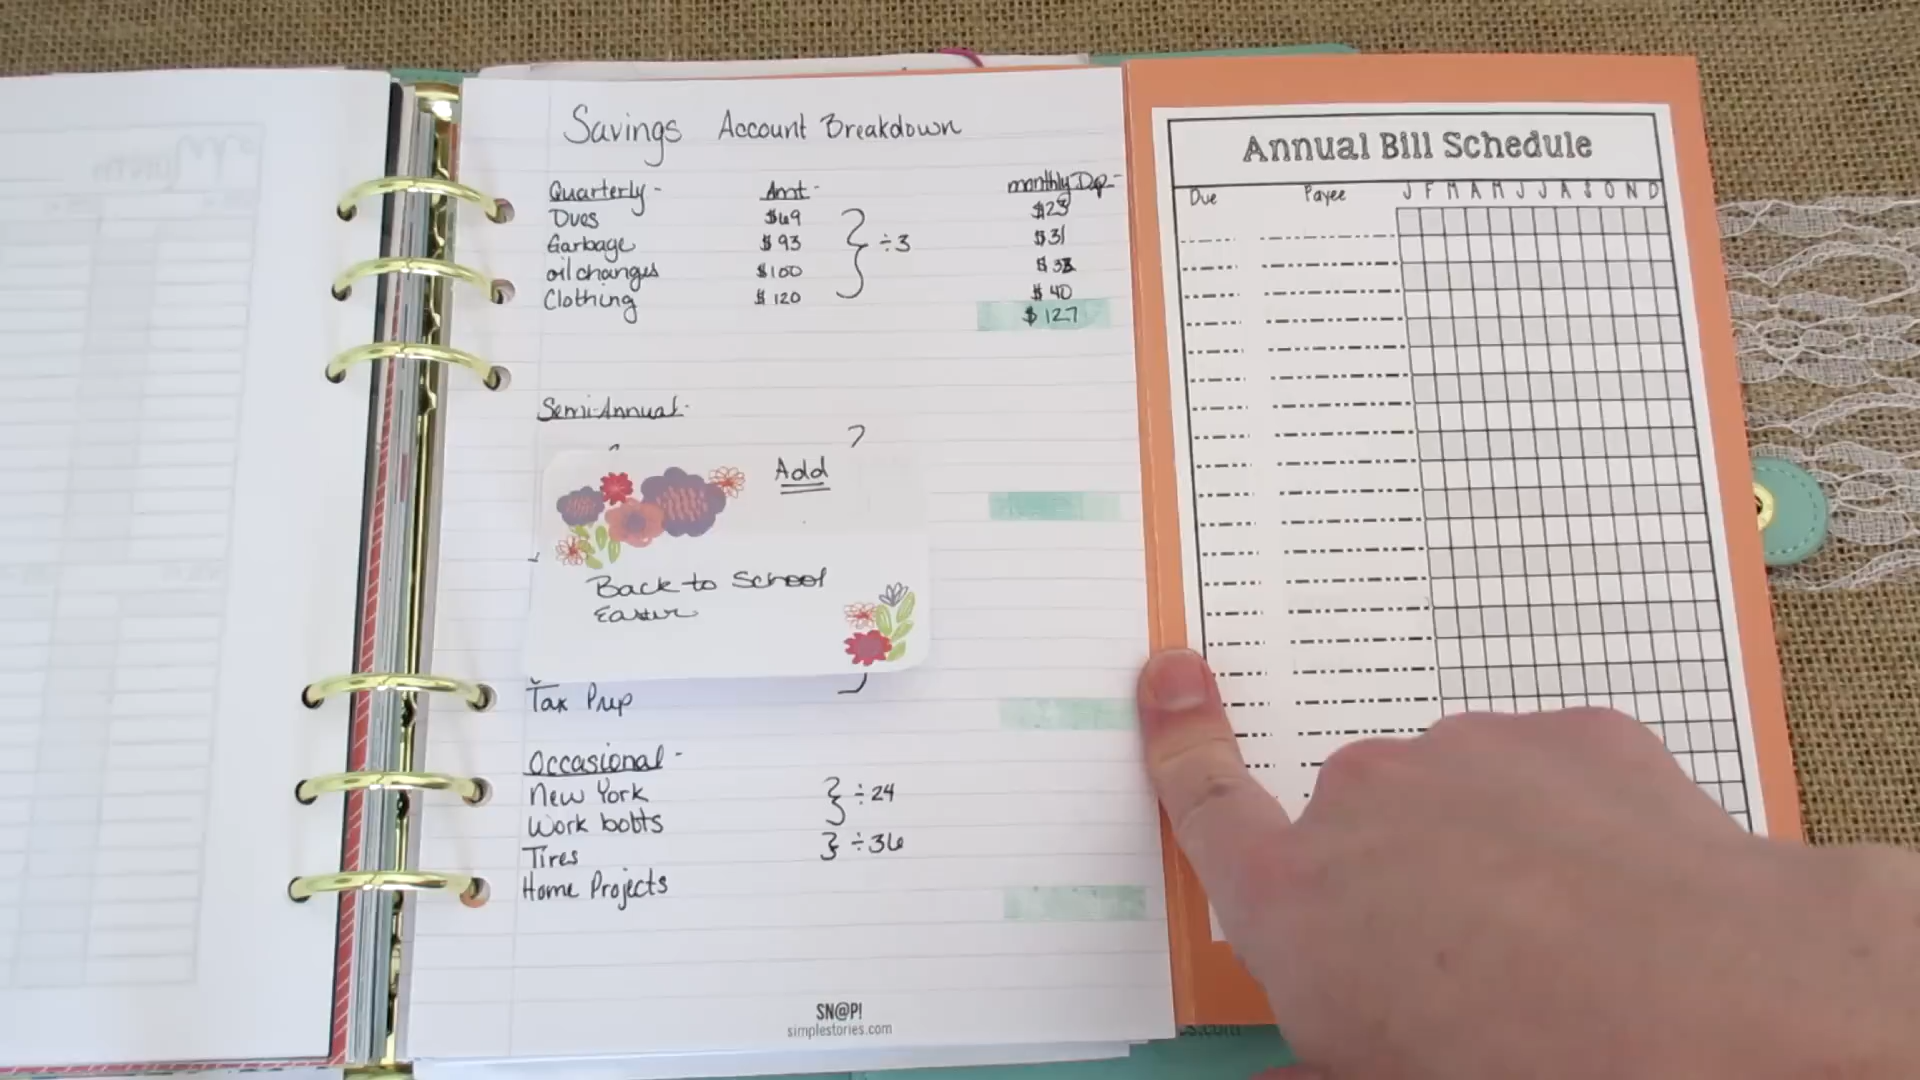 Savings Account Breakdown
Quarterly - Amt - monthly Dep-
Dues $69 $23
Garbage $93 ÷3 $31
oil changes $100 $33
Clothing $120 $40
$127
Semi-Annual-
Add
Back to School
Easter
Tax Prep
Occasional -
New York ÷24
Work boots
Tires ÷36
Home Projects
SN@P!
simplestories.com
Annual Bill Schedule
Due Payee J F M A M J J A S O N D